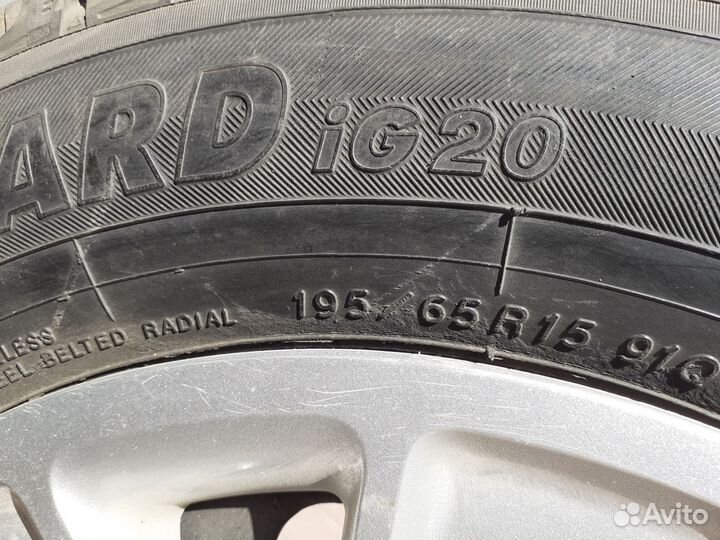 ARD iG20
195/65R15 91Q
LESS
EEL BELTED RADIAL
Avito